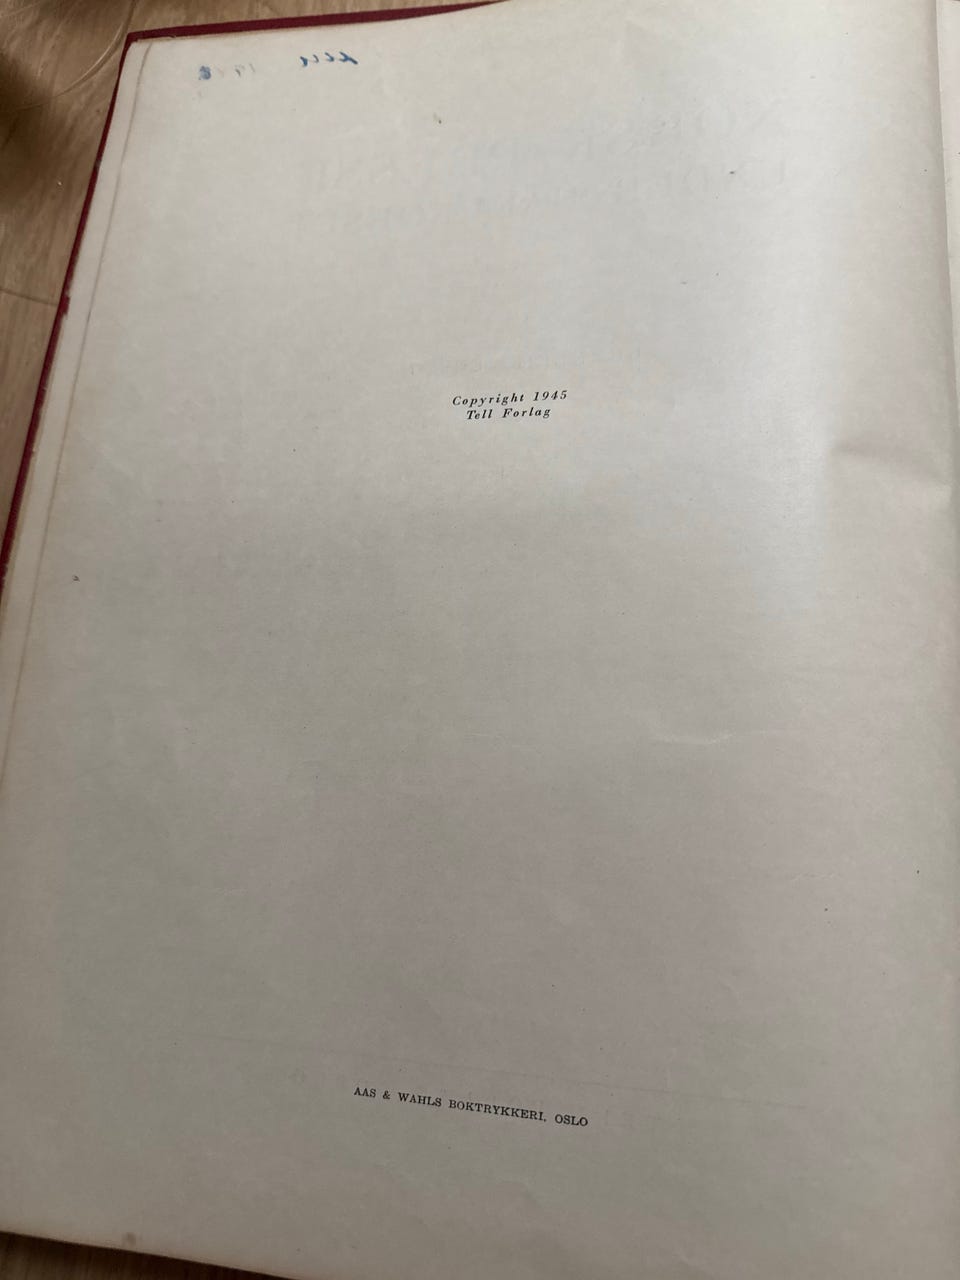 Copyright 1945
Tell Forlag
AAS & WAHLS BOKTRYKKERI, OSLO